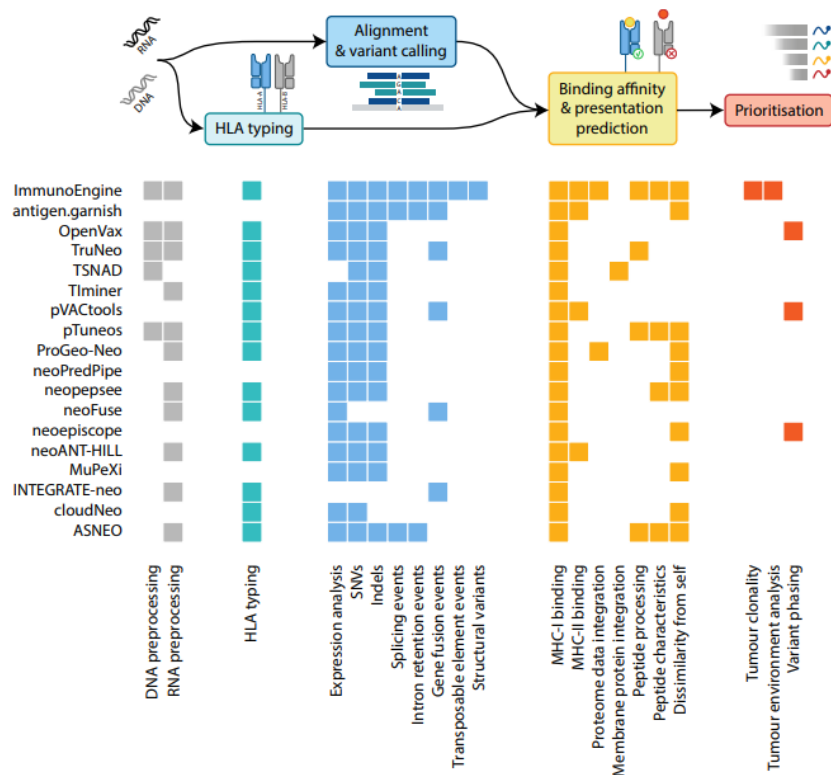 RNA
DNA
HLA-A
HLA-B
HLA typing
Alignment
& variant calling
A
C
A
C
A
Binding affinity
& presentation
prediction
Prioritisation
ImmunoEngine
antigen.garnish
OpenVax
TruNeo
TSNAD
TIminer
pVACtools
pTuneos
ProGeo-Neo
neoPredPipe
neopepsee
neoFuse
neoepiscope
neoANT-HILL
MuPeXi
INTEGRATE-neo
cloudNeo
ASNEO
DNA preprocessing
RNA preprocessing
HLA typing
Expression analysis
SNVs
Indels
Splicing events
Intron retention events
Gene fusion events
Transposable element events
Structural variants
MHC-I binding
MHC-II binding
Proteome data integration
Membrane protein integration
Peptide processing
Peptide characteristics
Dissimilarity from self
Tumour clonality
Tumour environment analysis
Variant phasing